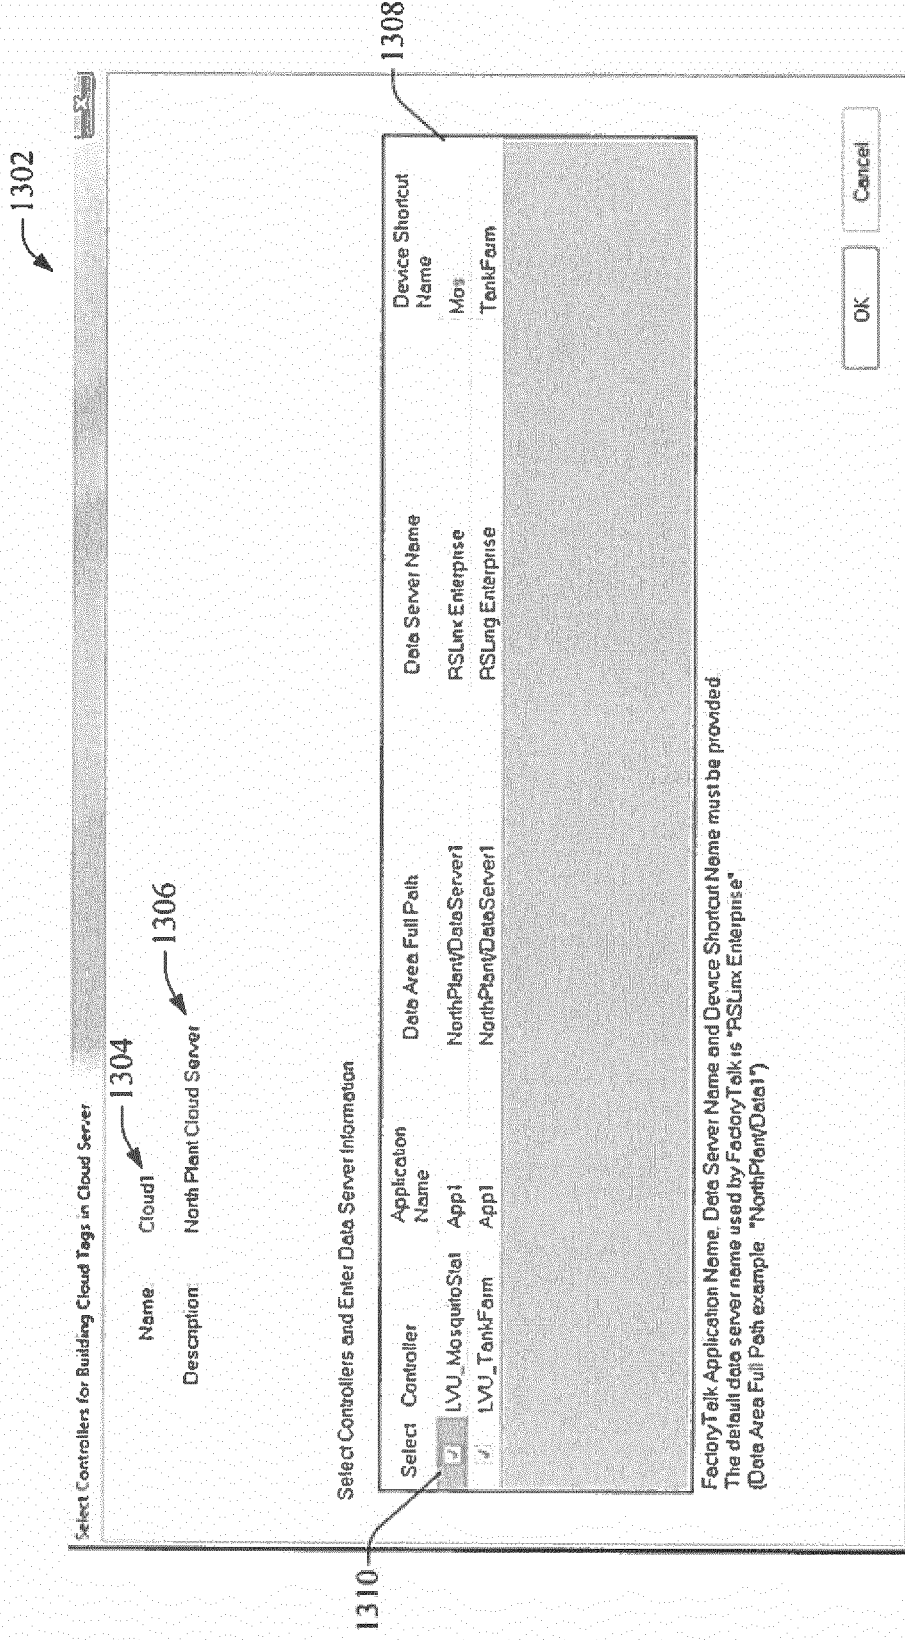 1302
Select Controllers for Building Cloud Tags in Cloud Server
X
1304
Name: Cloud1
1306
Description: North Plant Cloud Server
Select Controllers and Enter Data Server Information
1308
Select Controller Application Name Data Area Full Path Data Server Name Device Shortcut Name
1310
LVU_MosquitoStat App1 NorthPlant/DataServer1 RSLinx Enterprise Mos
LVU_TankFarm App1 NorthPlant/DataServer1 RSLing Enterprise TankFarm
FactoryTalk Application Name, Data Server Name and Device Shortcut Name must be provided
The default data server name used by FactoryTalk is "RSLinx Enterprise"
(Data Area Full Path example "NorthPlant/Data1")
OK Cancel